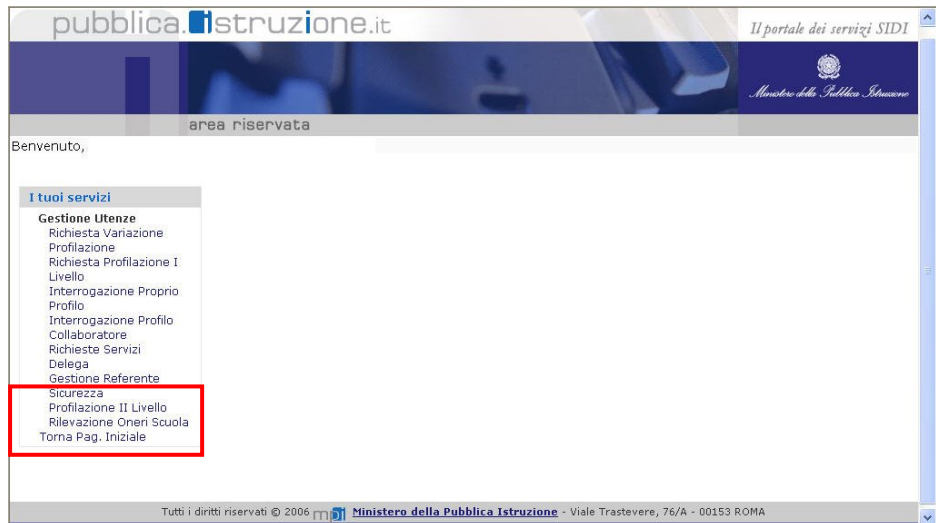 pubblica.istruzione.it
Il portale dei servizi SIDI
Ministero della Pubblica Istruzione
area riservata
Benvenuto,
I tuoi servizi
Gestione Utenze
Richiesta Variazione
Profilazione
Richiesta Profilazione I
Livello
Interrogazione Proprio
Profilo
Interrogazione Profilo
Collaboratore
Richieste Servizi
Delega
Gestione Referente
Sicurezza
Profilazione II Livello
Rilevazione Oneri Scuola
Torna Pag. Iniziale
Tutti i diritti riservati © 2006 mpi Ministero della Pubblica Istruzione - Viale Trastevere, 76/A - 00153 ROMA